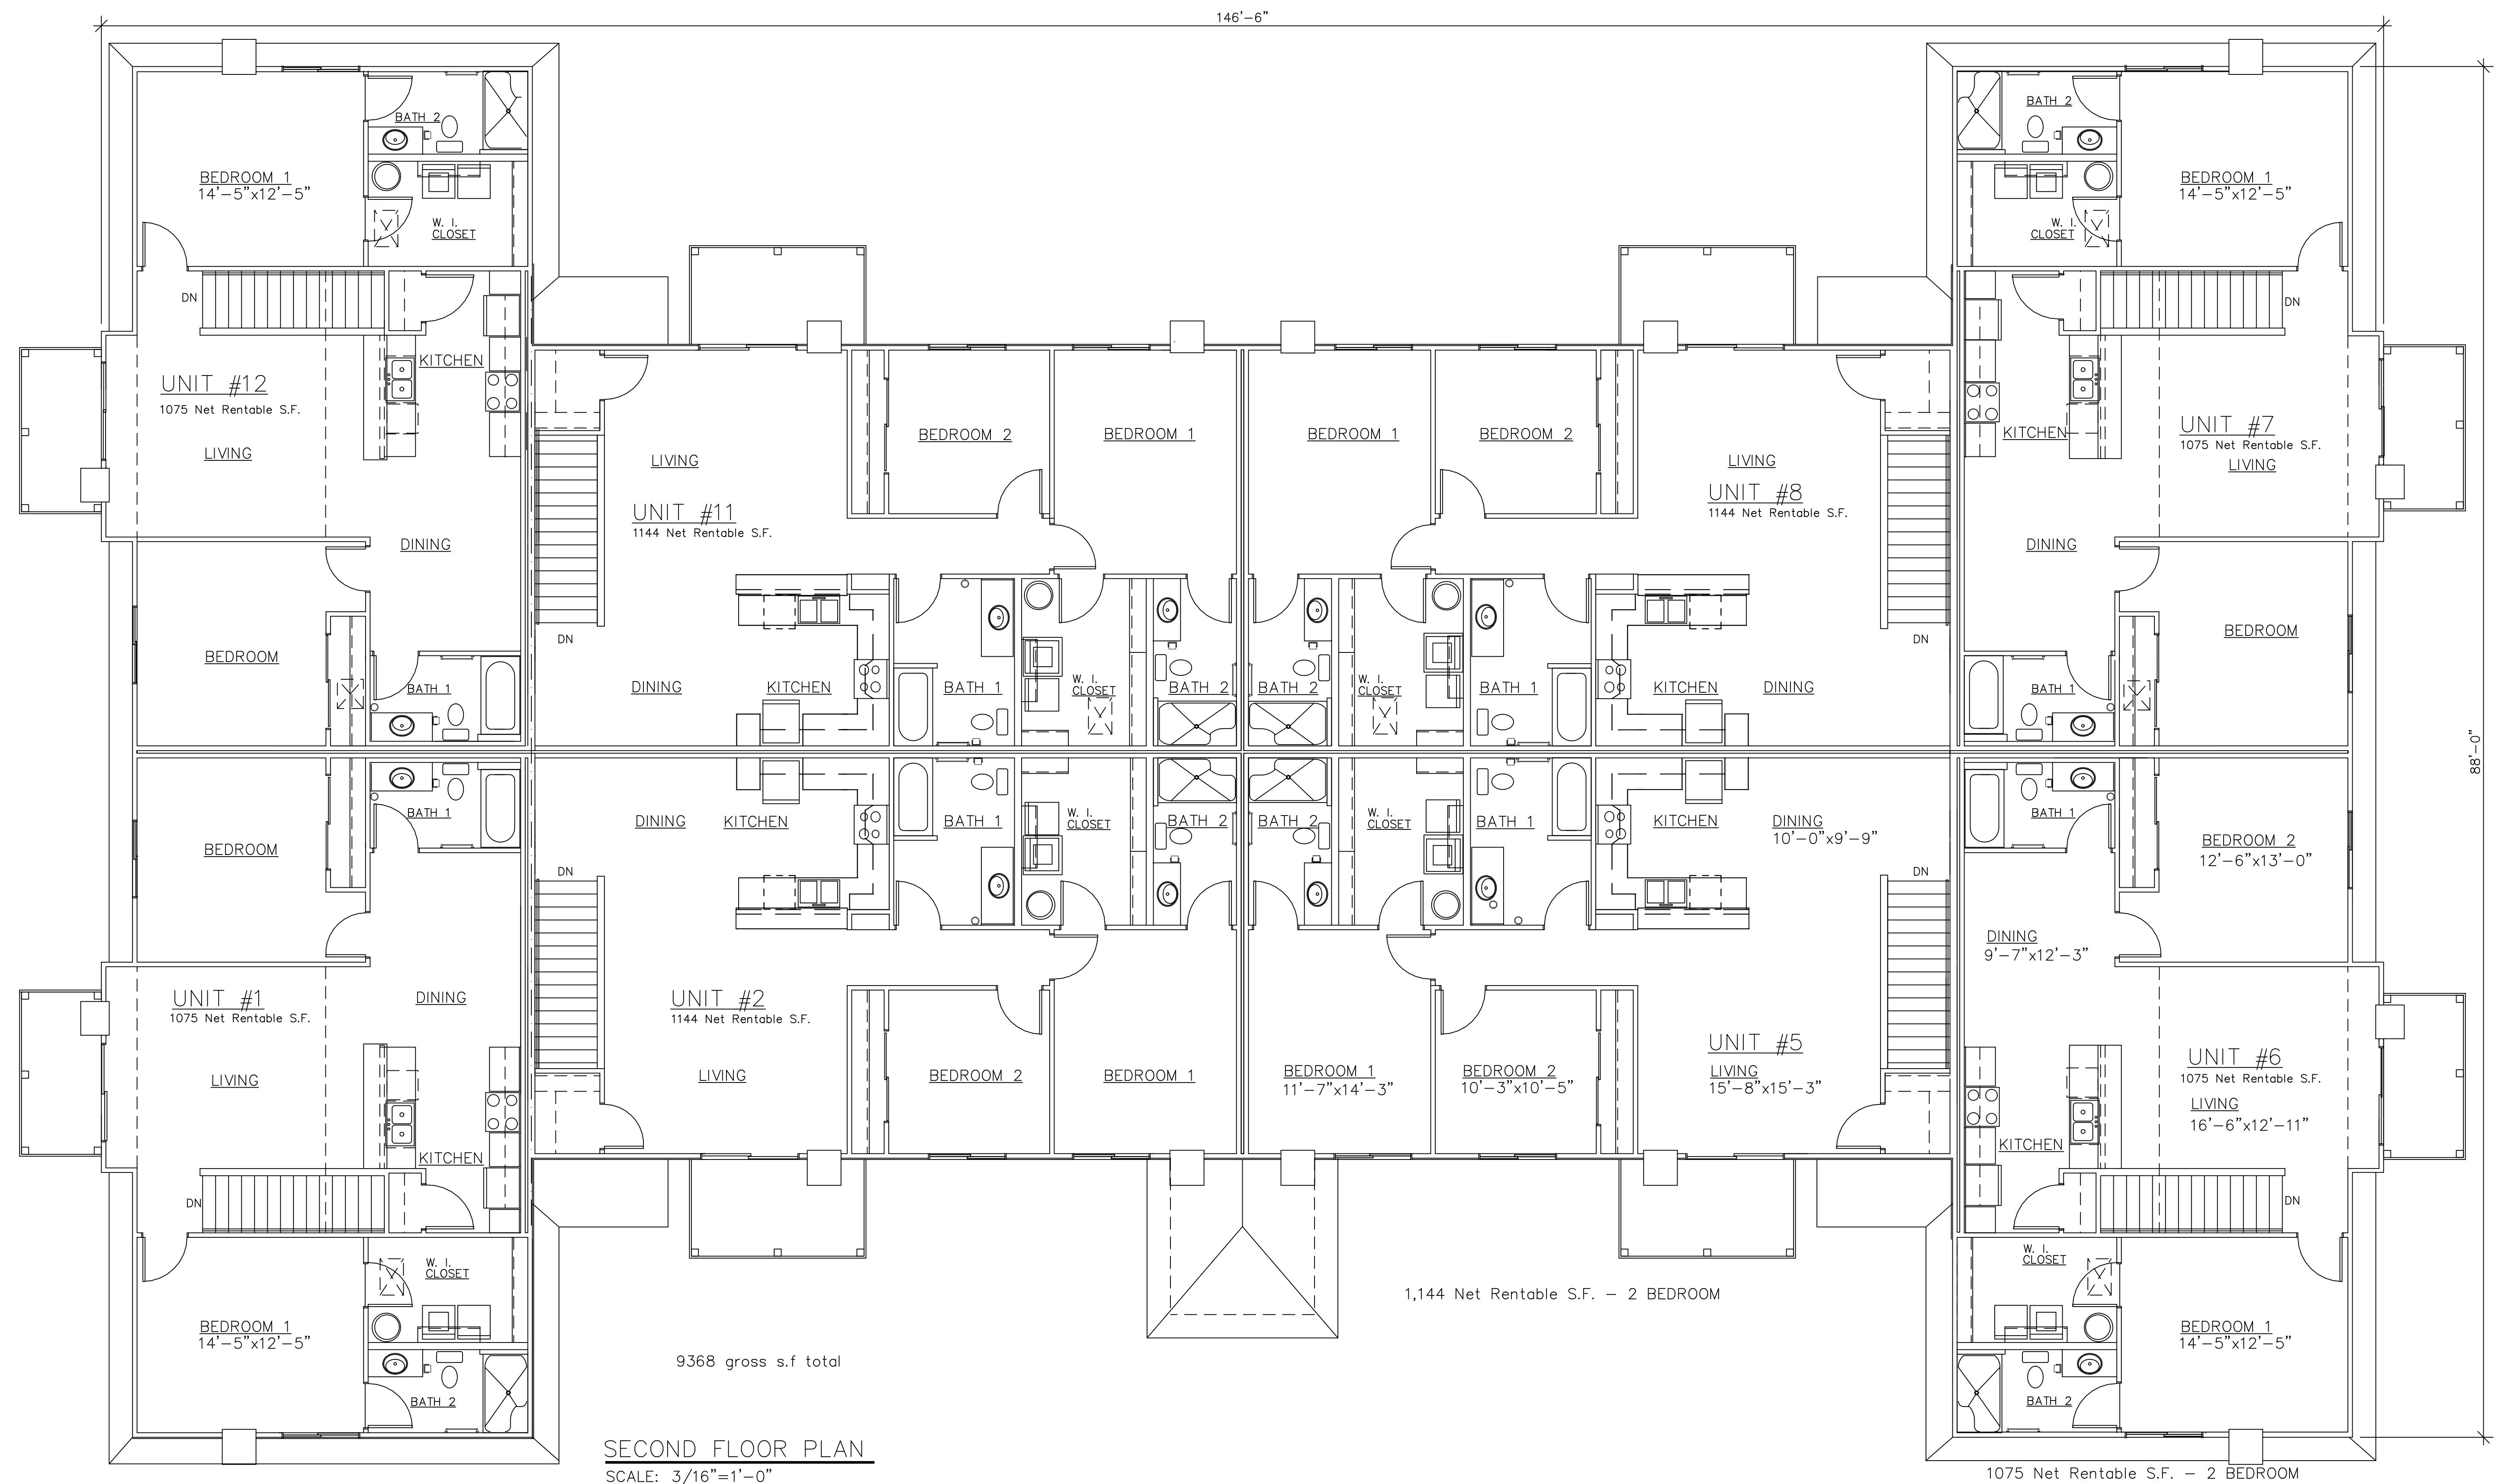 146'-6"
BATH 2
BEDROOM 1
14'-5"x12'-5"
W. I.
CLOSET
DN
KITCHEN
UNIT #12
1075 Net Rentable S.F.
LIVING
DINING
BEDROOM
BATH 1
LIVING
UNIT #11
1144 Net Rentable S.F.
BEDROOM 2
BEDROOM 1
DN
DINING
KITCHEN
BATH 1
W. I.
CLOSET
BATH 2
BEDROOM 1
BEDROOM 2
LIVING
UNIT #8
1144 Net Rentable S.F.
DN
BATH 2
W. I.
CLOSET
BATH 1
KITCHEN
DINING
BATH 2
BEDROOM 1
14'-5"x12'-5"
W. I.
CLOSET
DN
KITCHEN
UNIT #7
1075 Net Rentable S.F.
LIVING
DINING
BEDROOM
BATH 1
88'-0"
BATH 1
BEDROOM
UNIT #1
1075 Net Rentable S.F.
DINING
LIVING
KITCHEN
DN
W. I.
CLOSET
BEDROOM 1
14'-5"x12'-5"
BATH 2
DINING
KITCHEN
BATH 1
W. I.
CLOSET
BATH 2
DN
UNIT #2
1144 Net Rentable S.F.
LIVING
BEDROOM 2
BEDROOM 1
BATH 2
W. I.
CLOSET
BATH 1
KITCHEN
DINING
10'-0"x9'-9"
DN
UNIT #5
BEDROOM 1
11'-7"x14'-3"
BEDROOM 2
10'-3"x10'-5"
LIVING
15'-8"x15'-3"
BATH 1
BEDROOM 2
12'-6"x13'-0"
DINING
9'-7"x12'-3"
UNIT #6
1075 Net Rentable S.F.
LIVING
16'-6"x12'-11"
KITCHEN
DN
W. I.
CLOSET
BEDROOM 1
14'-5"x12'-5"
BATH 2
1,144 Net Rentable S.F. - 2 BEDROOM
9368 gross s.f total
SECOND FLOOR PLAN
SCALE: 3/16"=1'-0"
1075 Net Rentable S.F. - 2 BEDROOM